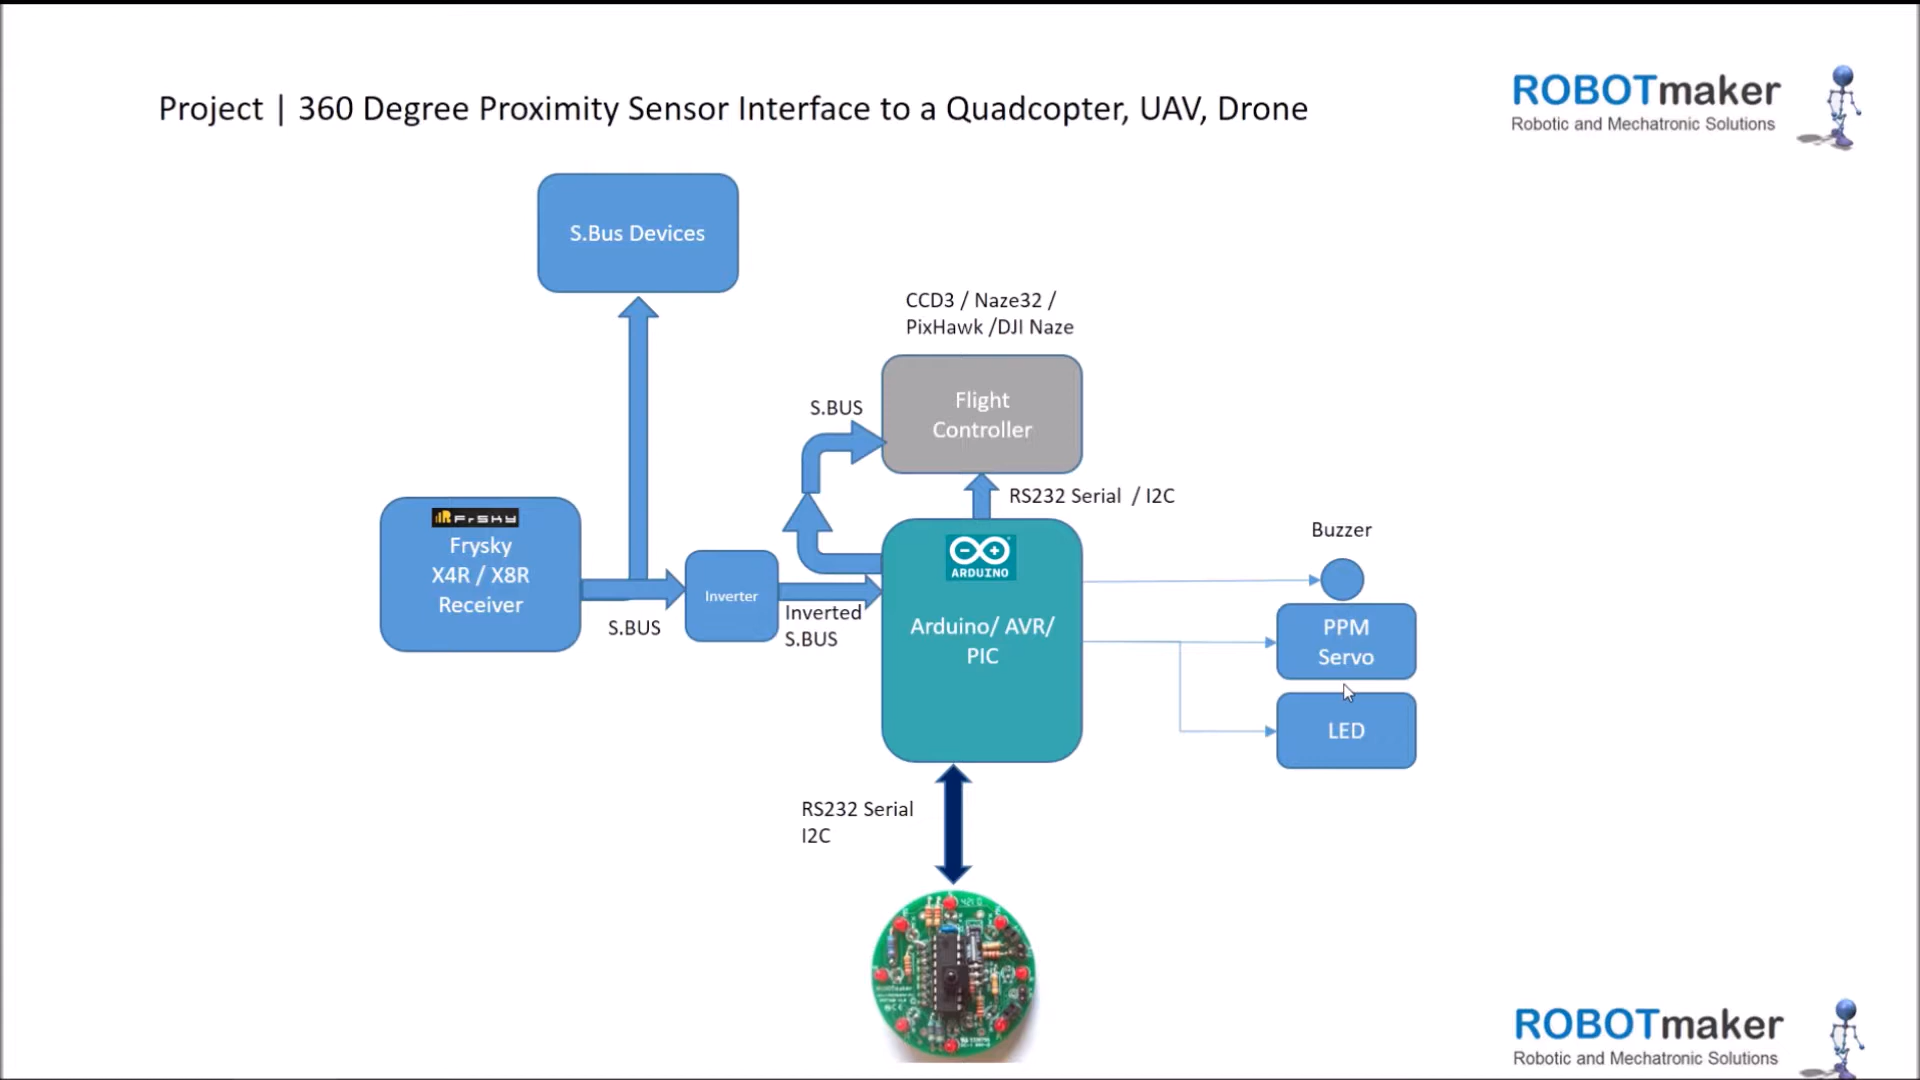 Project | 360 Degree Proximity Sensor Interface to a Quadcopter, UAV, Drone
ROBOTmaker
Robotic and Mechatronic Solutions
S.Bus Devices
CCD3 / Naze32 /
PixHawk /DJI Naze
Flight
Controller
S.BUS
RS232 Serial / I2C
FrSky
Frysky
X4R / X8R
Receiver
S.BUS
Inverter
Inverted
S.BUS
ARDUINO
Arduino/ AVR/
PIC
Buzzer
PPM
Servo
LED
RS232 Serial
I2C
ROBOTmaker
Robotic and Mechatronic Solutions